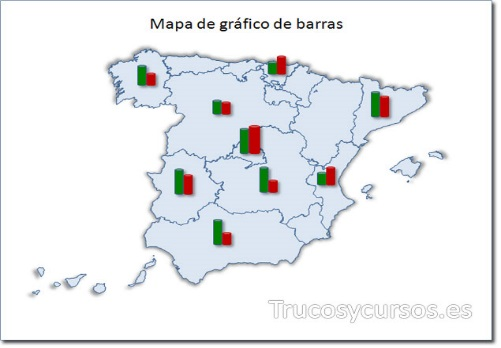 Mapa de gráfico de barras
Trucosycursos.es